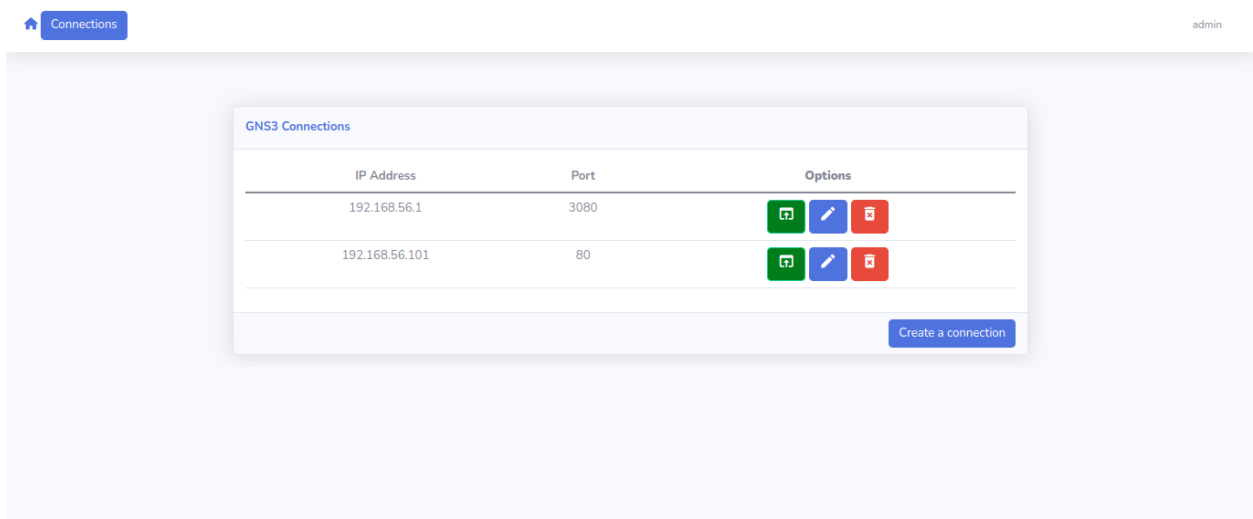 Connections admin
GNS3 Connections
IP Address Port Options
192.168.56.1 3080
192.168.56.101 80
Create a connection